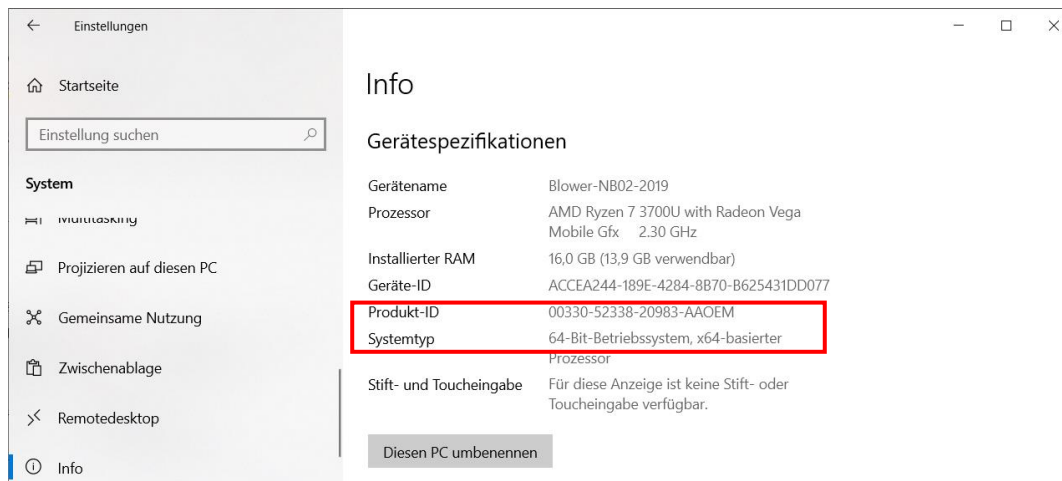 Einstellungen
Startseite
Einstellung suchen
System
Multitasking
Projizieren auf diesen PC
Gemeinsame Nutzung
Zwischenablage
Remotedesktop
Info
Info
Gerätespezifikationen
Gerätename Blower-NB02-2019
Prozessor AMD Ryzen 7 3700U with Radeon Vega
Mobile Gfx 2.30 GHz
Installierter RAM 16,0 GB (13,9 GB verwendbar)
Geräte-ID ACCEA244-189E-4284-8B70-B625431DD077
Produkt-ID 00330-52338-20983-AAOEM
Systemtyp 64-Bit-Betriebssystem, x64-basierter
Prozessor
Stift- und Toucheingabe Für diese Anzeige ist keine Stift- oder
Toucheingabe verfügbar.
Diesen PC umbenennen